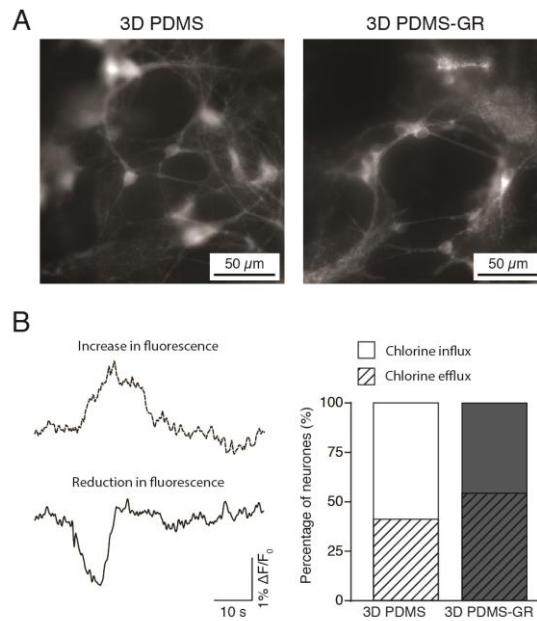 A
3D PDMS
3D PDMS-GR
50 µm
50 µm
B
Increase in fluorescence
Reduction in fluorescence
1% ΔF/F₀
10 s
Chlorine influx
Chlorine efflux
Percentage of neurones (%)
100
75
50
25
0
3D PDMS
3D PDMS-GR